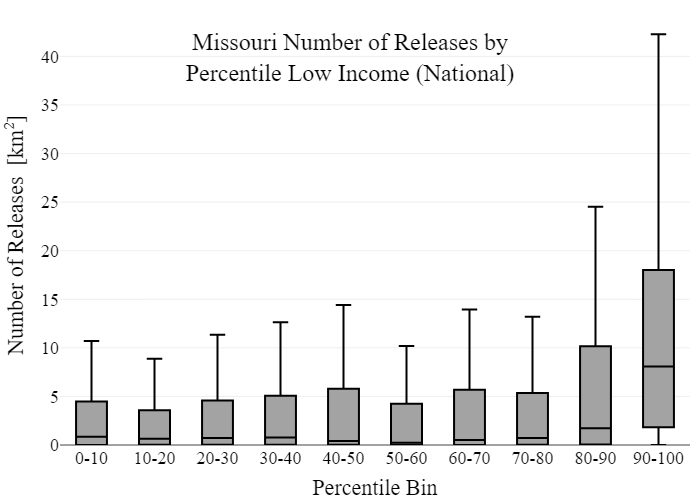 Missouri Number of Releases by
Percentile Low Income (National)
Number of Releases [km²]
40
35
30
25
20
15
10
5
0
0-10 10-20 20-30 30-40 40-50 50-60 60-70 70-80 80-90 90-100
Percentile Bin